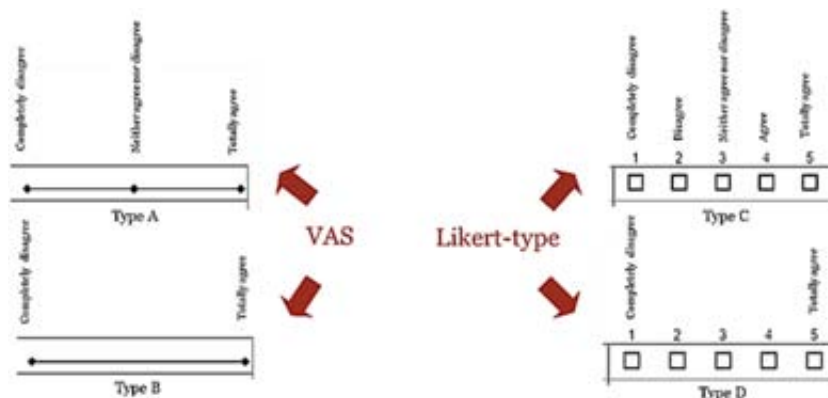 Completely disagree
Neither agree nor disagree
Totally agree
Type A
Completely disagree
Totally agree
Type B
VAS
Likert-type
Completely disagree
Disagree
Neither agree nor disagree
Agree
Totally agree
1 2 3 4 5
Type C
Completely disagree
Totally agree
1 2 3 4 5
Type D